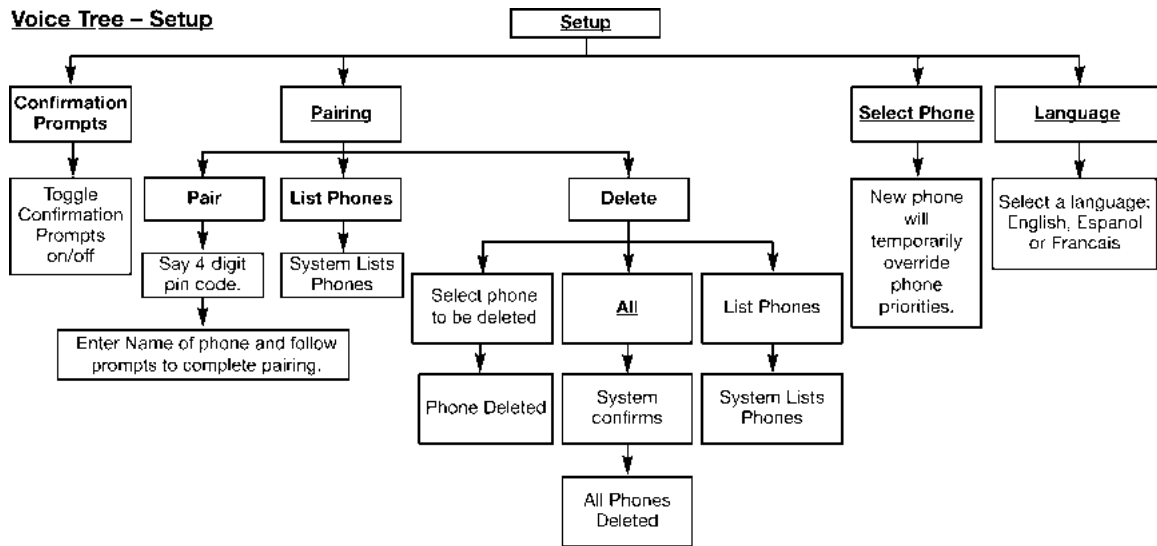 Voice Tree – Setup
Setup
Confirmation
Prompts
Pairing
Select Phone
Language
Toggle
Confirmation
Prompts
on/off
Pair
List Phones
Delete
New phone
will
temporarily
override
phone
priorities.
Select a language:
English, Espanol
or Francais
Say 4 digit
pin code.
System Lists
Phones
Select phone
to be deleted
All
List Phones
Enter Name of phone and follow
prompts to complete pairing.
Phone Deleted
System
confirms
System Lists
Phones
All Phones
Deleted